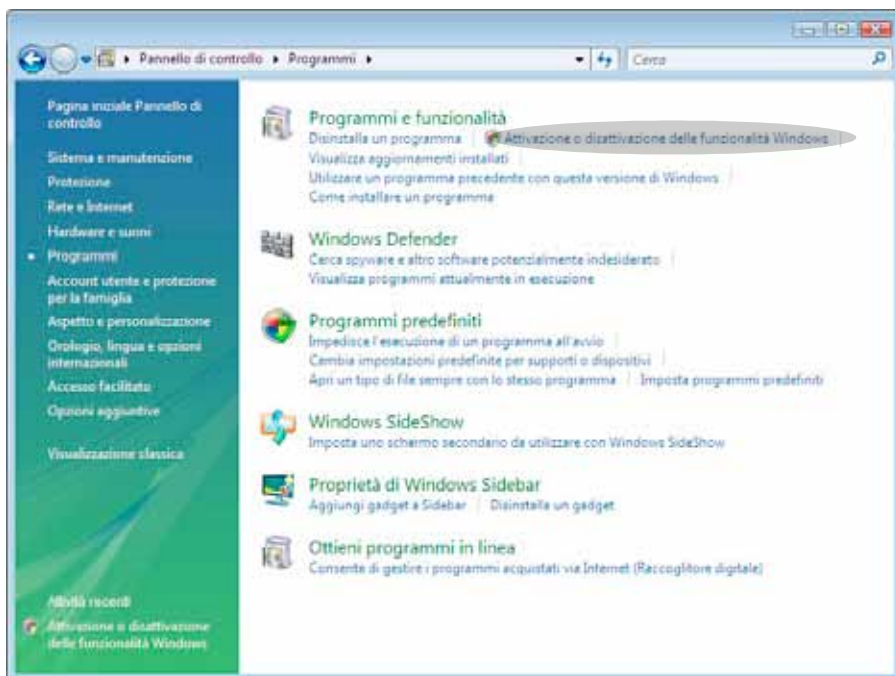 Pannello di controllo ▸ Programmi ▸
Cerca
Pagina iniziale Pannello di
controllo
Sistema e manutenzione
Protezione
Rete e Internet
Hardware e suoni
Programmi
Account utente e protezione
per la famiglia
Aspetto e personalizzazione
Orologio, lingua e opzioni
internazionali
Accesso facilitato
Opzioni aggiuntive
Visualizzazione classica
Attività recenti
Attivazione o disattivazione
delle funzionalità Windows
Programmi e funzionalità
Disinstalla un programma | Attivazione o disattivazione delle funzionalità Windows |
Visualizza aggiornamenti installati |
Utilizzare un programma precedente con questa versione di Windows |
Come installare un programma
Windows Defender
Cerca spyware e altro software potenzialmente indesiderato |
Visualizza programmi attualmente in esecuzione
Programmi predefiniti
Impedisce l'esecuzione di un programma all'avvio |
Cambia impostazioni predefinite per supporti o dispositivi |
Apri un tipo di file sempre con lo stesso programma | Imposta programmi predefiniti
Windows SideShow
Imposta uno schermo secondario da utilizzare con Windows SideShow
Proprietà di Windows Sidebar
Aggiungi gadget a Sidebar | Disinstalla un gadget
Ottieni programmi in linea
Consente di gestire i programmi acquistati via Internet (Raccoglitore digitale)